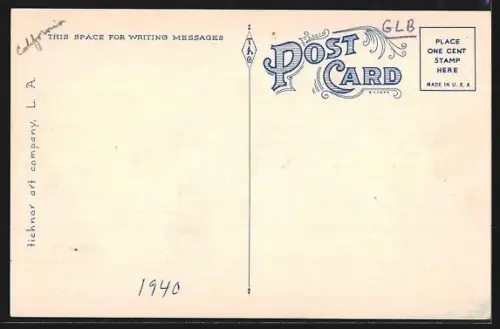 California
THIS SPACE FOR WRITING MESSAGES
GLB
POST
CARD
PLACE
ONE CENT
STAMP
HERE
MADE IN U.S.A
tichnor art company, L. A.
1940